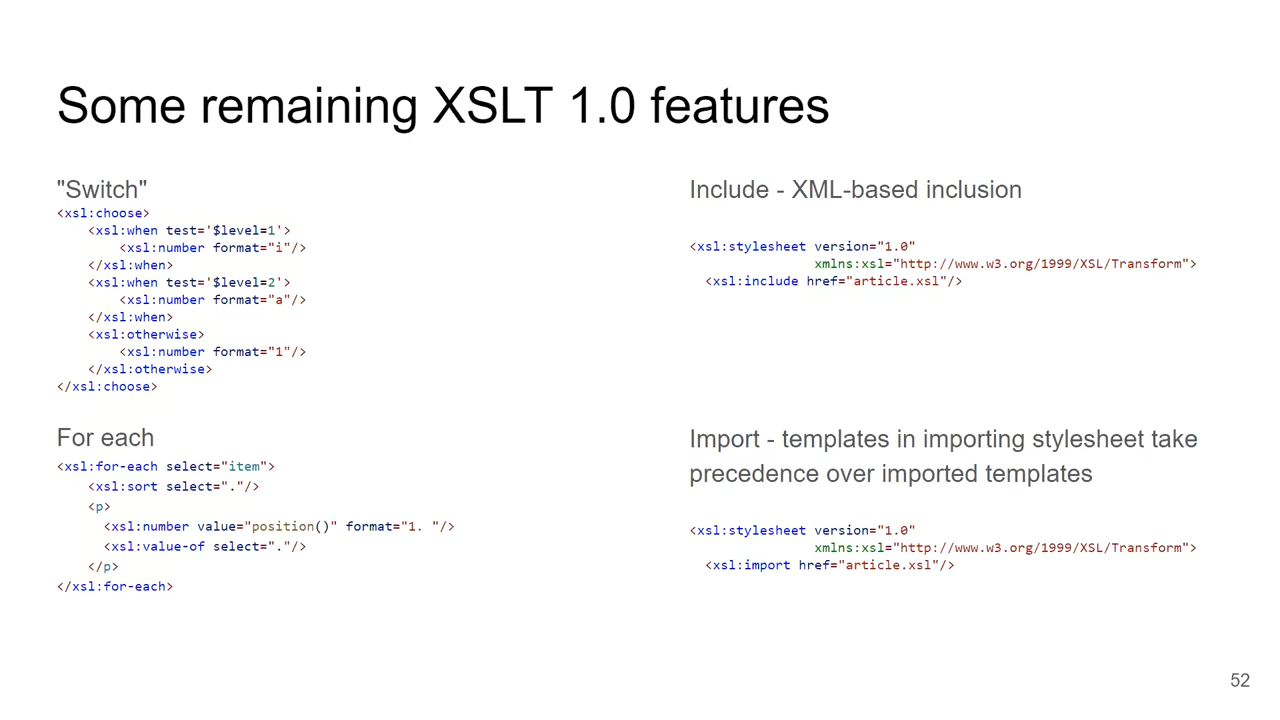 Some remaining XSLT 1.0 features
"Switch"
<xsl:choose>
    <xsl:when test='$level=1'>
        <xsl:number format="i"/>
    </xsl:when>
    <xsl:when test='$level=2'>
        <xsl:number format="a"/>
    </xsl:when>
    <xsl:otherwise>
        <xsl:number format="1"/>
    </xsl:otherwise>
</xsl:choose>
For each
<xsl:for-each select="item">
    <xsl:sort select="."/>
    <p>
      <xsl:number value="position()" format="1. "/>
      <xsl:value-of select="."/>
    </p>
</xsl:for-each>
Include - XML-based inclusion
<xsl:stylesheet version="1.0"
                xmlns:xsl="http://www.w3.org/1999/XSL/Transform">
  <xsl:include href="article.xsl"/>
Import - templates in importing stylesheet take
precedence over imported templates
<xsl:stylesheet version="1.0"
                xmlns:xsl="http://www.w3.org/1999/XSL/Transform">
  <xsl:import href="article.xsl"/>
52